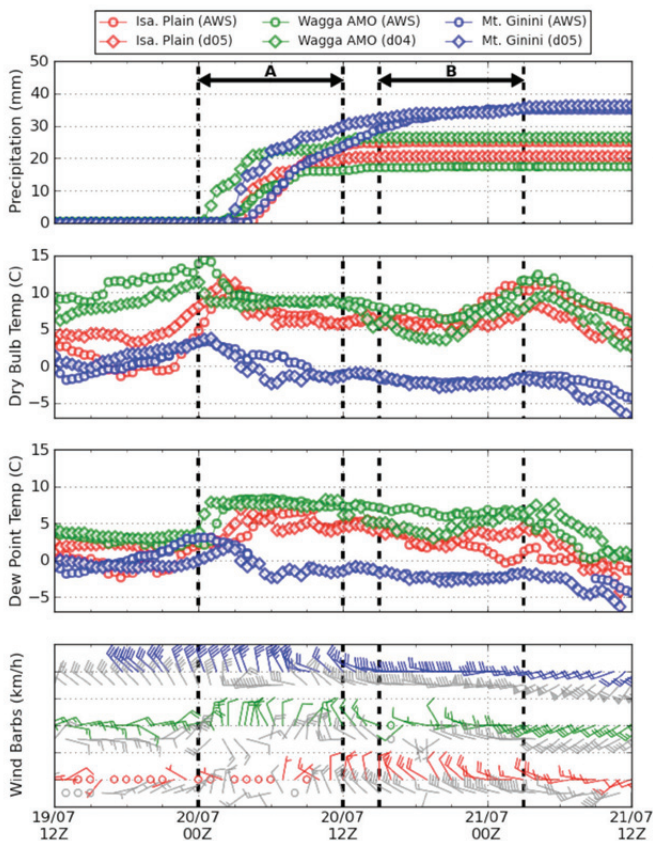 Isa. Plain (AWS) Wagga AMO (AWS) Mt. Ginini (AWS)
Isa. Plain (d05) Wagga AMO (d04) Mt. Ginini (d05)
A B
Precipitation (mm)
50
40
30
20
10
0
Dry Bulb Temp (C)
15
10
5
0
−5
Dew Point Temp (C)
15
10
5
0
−5
Wind Barbs (km/h)
19/07 20/07 20/07 21/07 21/07
12Z 00Z 12Z 00Z 12Z